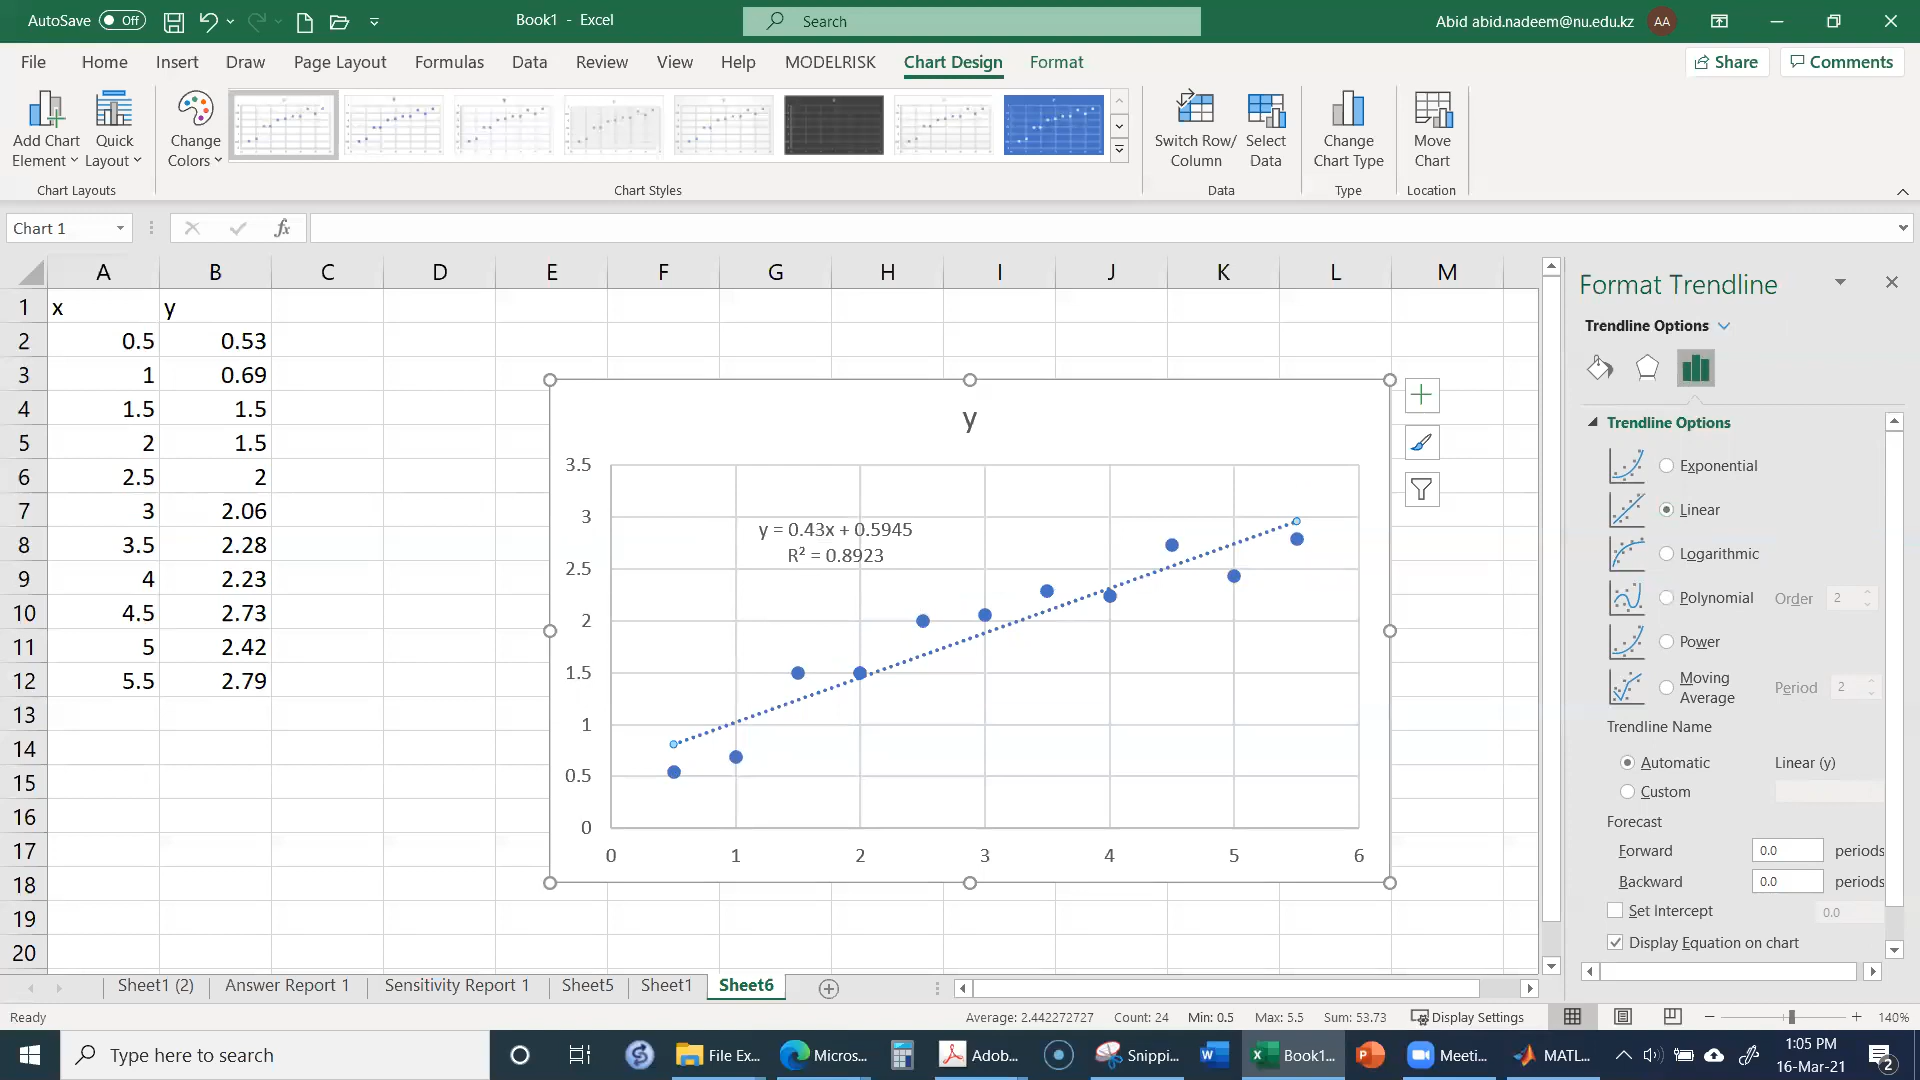 AutoSave Off
Book1 - Excel
Search
Abid abid.nadeem@nu.edu.kz AA
File Home Insert Draw Page Layout Formulas Data Review View Help MODELRISK Chart Design Format
Share Comments
Add Chart Element
Quick Layout
Change Colors
Switch Row/ Column
Select Data
Change Chart Type
Move Chart
Chart Layouts Chart Styles Data Type Location
Chart 1 fx
A B C D E F G H I J K L M
1 x y
2 0.5 0.53
3 1 0.69
4 1.5 1.5
5 2 1.5
6 2.5 2
7 3 2.06
8 3.5 2.28
9 4 2.23
10 4.5 2.73
11 5 2.42
12 5.5 2.79
13
14
15
16
17
18
19
20
y
3.5
3
2.5
2
1.5
1
0.5
0
0 1 2 3 4 5 6
y = 0.43x + 0.5945
R² = 0.8923
Format Trendline
Trendline Options
Trendline Options
Exponential
Linear
Logarithmic
Polynomial Order 2
Power
Moving Average Period 2
Trendline Name
Automatic Linear (y)
Custom
Forecast
Forward 0.0 periods
Backward 0.0 periods
Set Intercept 0.0
Display Equation on chart
Sheet1 (2) Answer Report 1 Sensitivity Report 1 Sheet5 Sheet1 Sheet6
Ready
Average: 2.442272727 Count: 24 Min: 0.5 Max: 5.5 Sum: 53.73 Display Settings 140%
Type here to search
File Ex... Micros... Adob... Snippi... Book1... Meeti... MATL...
1:05 PM
16-Mar-21
2